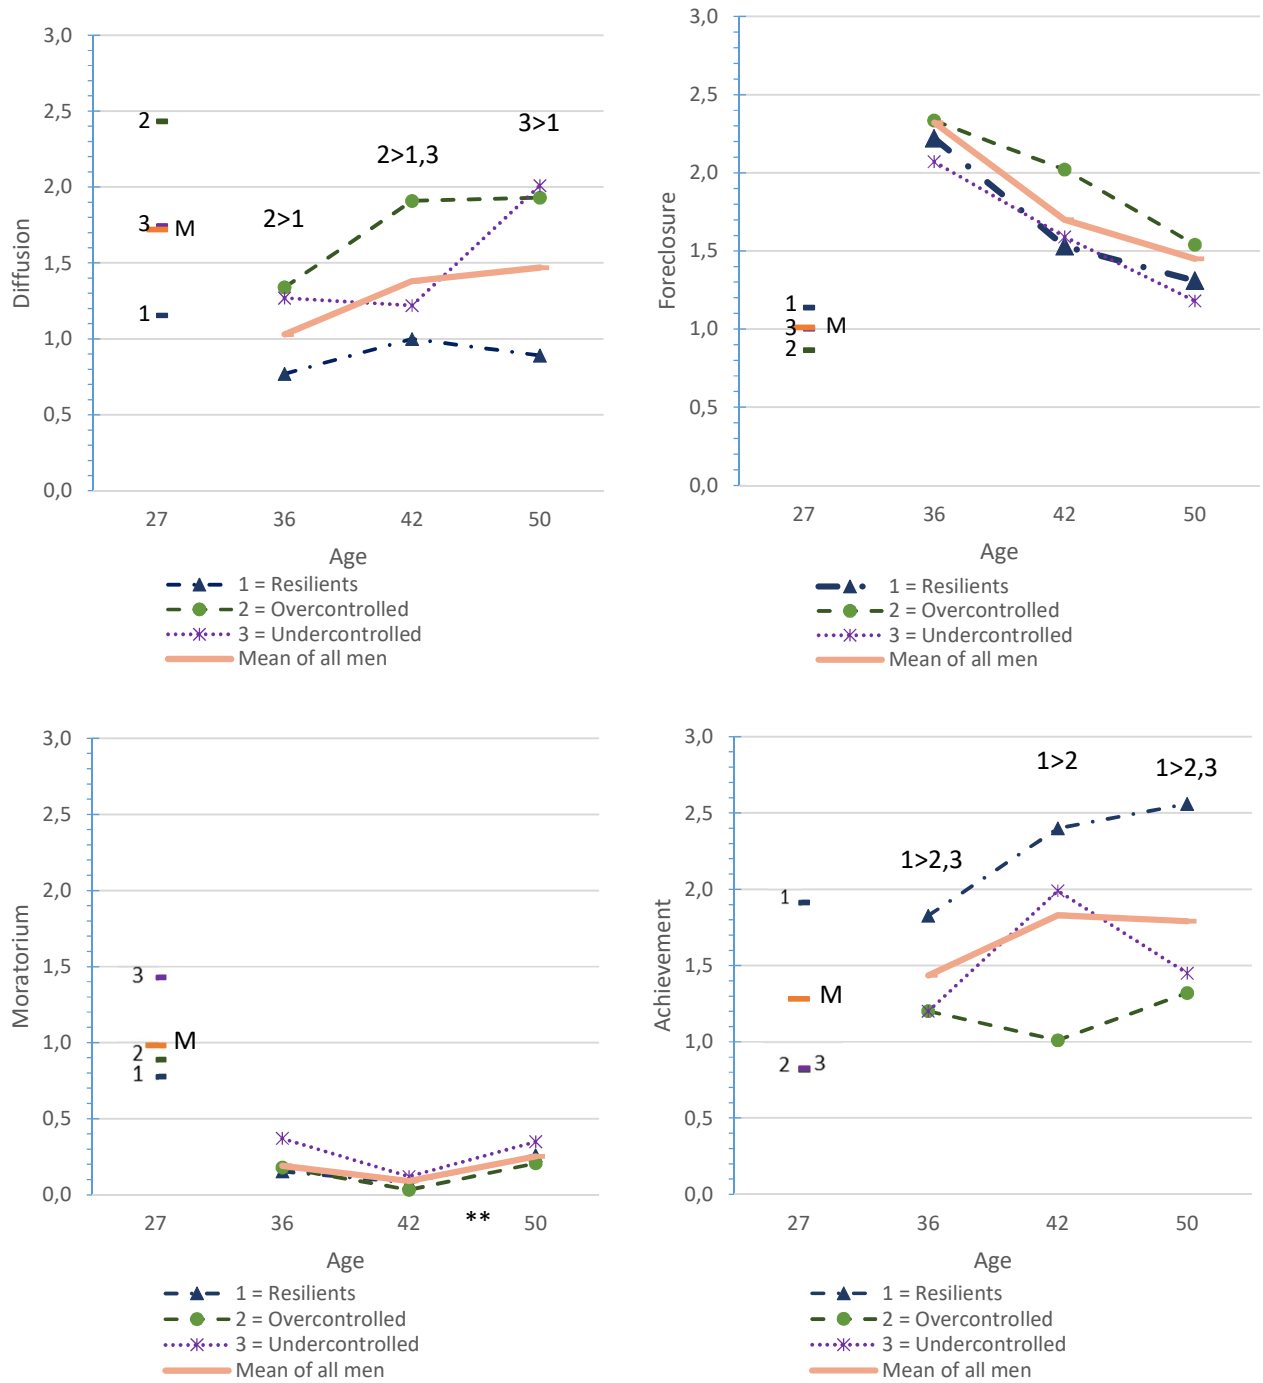 3,0
2,5
2,0
1,5
1,0
0,5
0,0
Diffusion
2
3 M
1
2>1
2>1,3
3>1
27 36 42 50
Age
1 = Resilients
2 = Overcontrolled
3 = Undercontrolled
Mean of all men
3,0
2,5
2,0
1,5
1,0
0,5
0,0
Foreclosure
1
3 M
2
27 36 42 50
Age
1 = Resilients
2 = Overcontrolled
3 = Undercontrolled
Mean of all men
3,0
2,5
2,0
1,5
1,0
0,5
0,0
Moratorium
3
M
2
1
27 36 42 ** 50
Age
1 = Resilients
2 = Overcontrolled
3 = Undercontrolled
Mean of all men
3,0
2,5
2,0
1,5
1,0
0,5
0,0
Achievement
1
M
2 3
1>2,3
1>2
1>2,3
27 36 42 50
Age
1 = Resilients
2 = Overcontrolled
3 = Undercontrolled
Mean of all men